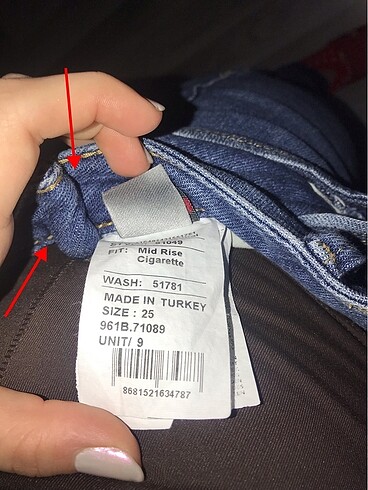 FIT: Mid Rise
Cigarette
WASH: 51781
MADE IN TURKEY
SIZE : 25
961B.71089
UNIT/ 9
8681521634787